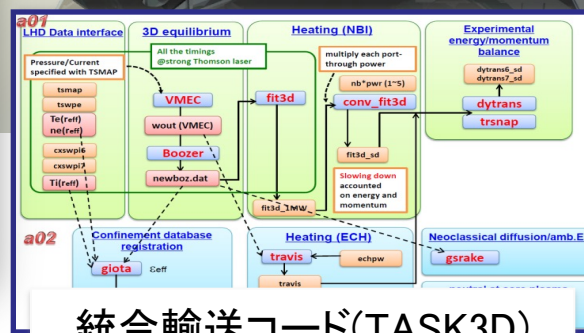 a01
LHD Data interface
3D equilibrium
Heating (NBI)
Experimental
energy/momentum
balance
All the timings
@strong Thomson laser
multiply each port-
through power
Pressure/Current
specified with TSMAP
nb*pwr (1~5)
dytrans6_sd
dytrans7_sd
tsmap
tswpe
Te(reff)
ne(reff)
cxswpi6
cxswpi7
Ti(reff)
VMEC
wout (VMEC)
Boozer
newboz.dat
fit3d
fit3d_1MW
conv_fit3d
fit3d_sd
Slowing down
accounted
on energy and
momentum
dytrans
trsnap
a02
Confinement database
registration
giota
εeff
Heating (ECH)
travis
echpw
travis
Neoclassical diffusion/amb.E
gsrake
統合輸送コード(TASK3D)